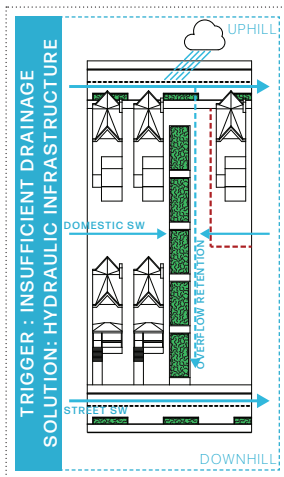 TRIGGER : INSUFFICIENT DRAINAGE
SOLUTION: HYDRAULIC INFRASTRUCTURE
UPHILL
DOMESTIC SW
OVERFLOW RETENTION
STREET SW
DOWNHILL